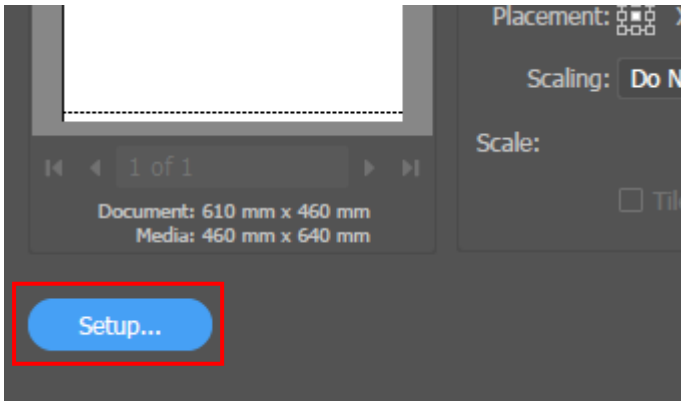 Placement:
Scaling: Do N
Scale:
1 of 1
Document: 610 mm x 460 mm
Media: 460 mm x 640 mm
Setup...